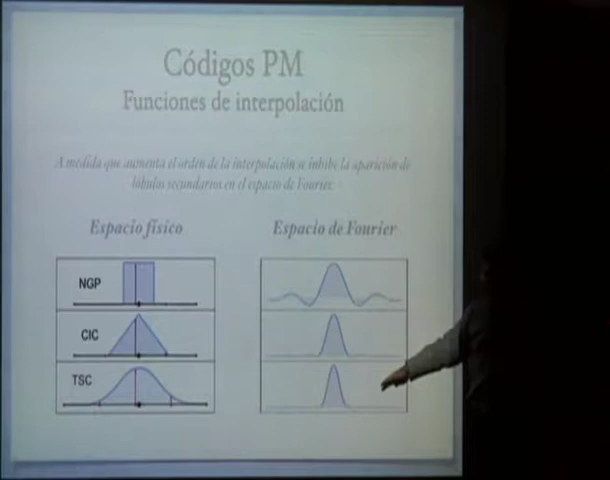 Códigos PM
Funciones de interpolación
A medida que aumenta el orden de la interpolación se inhibe la aparición de
lóbulos secundarios en el espacio de Fourier.
Espacio físico
Espacio de Fourier
NGP
CIC
TSC